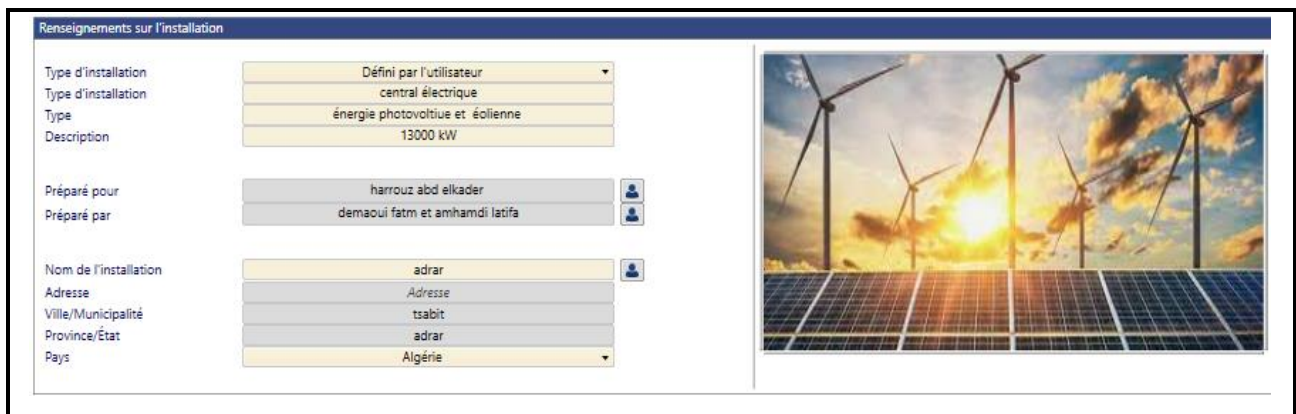 Renseignements sur l'installation
Type d'installation Défini par l'utilisateur
Type d'installation central électrique
Type énergie photovoltiue et éolienne
Description 13000 kW
Préparé pour harrouz abd elkader
Préparé par demaoui fatm et amhamdi latifa
Nom de l'installation adrar
Adresse Adresse
Ville/Municipalité tsabit
Province/État adrar
Pays Algérie